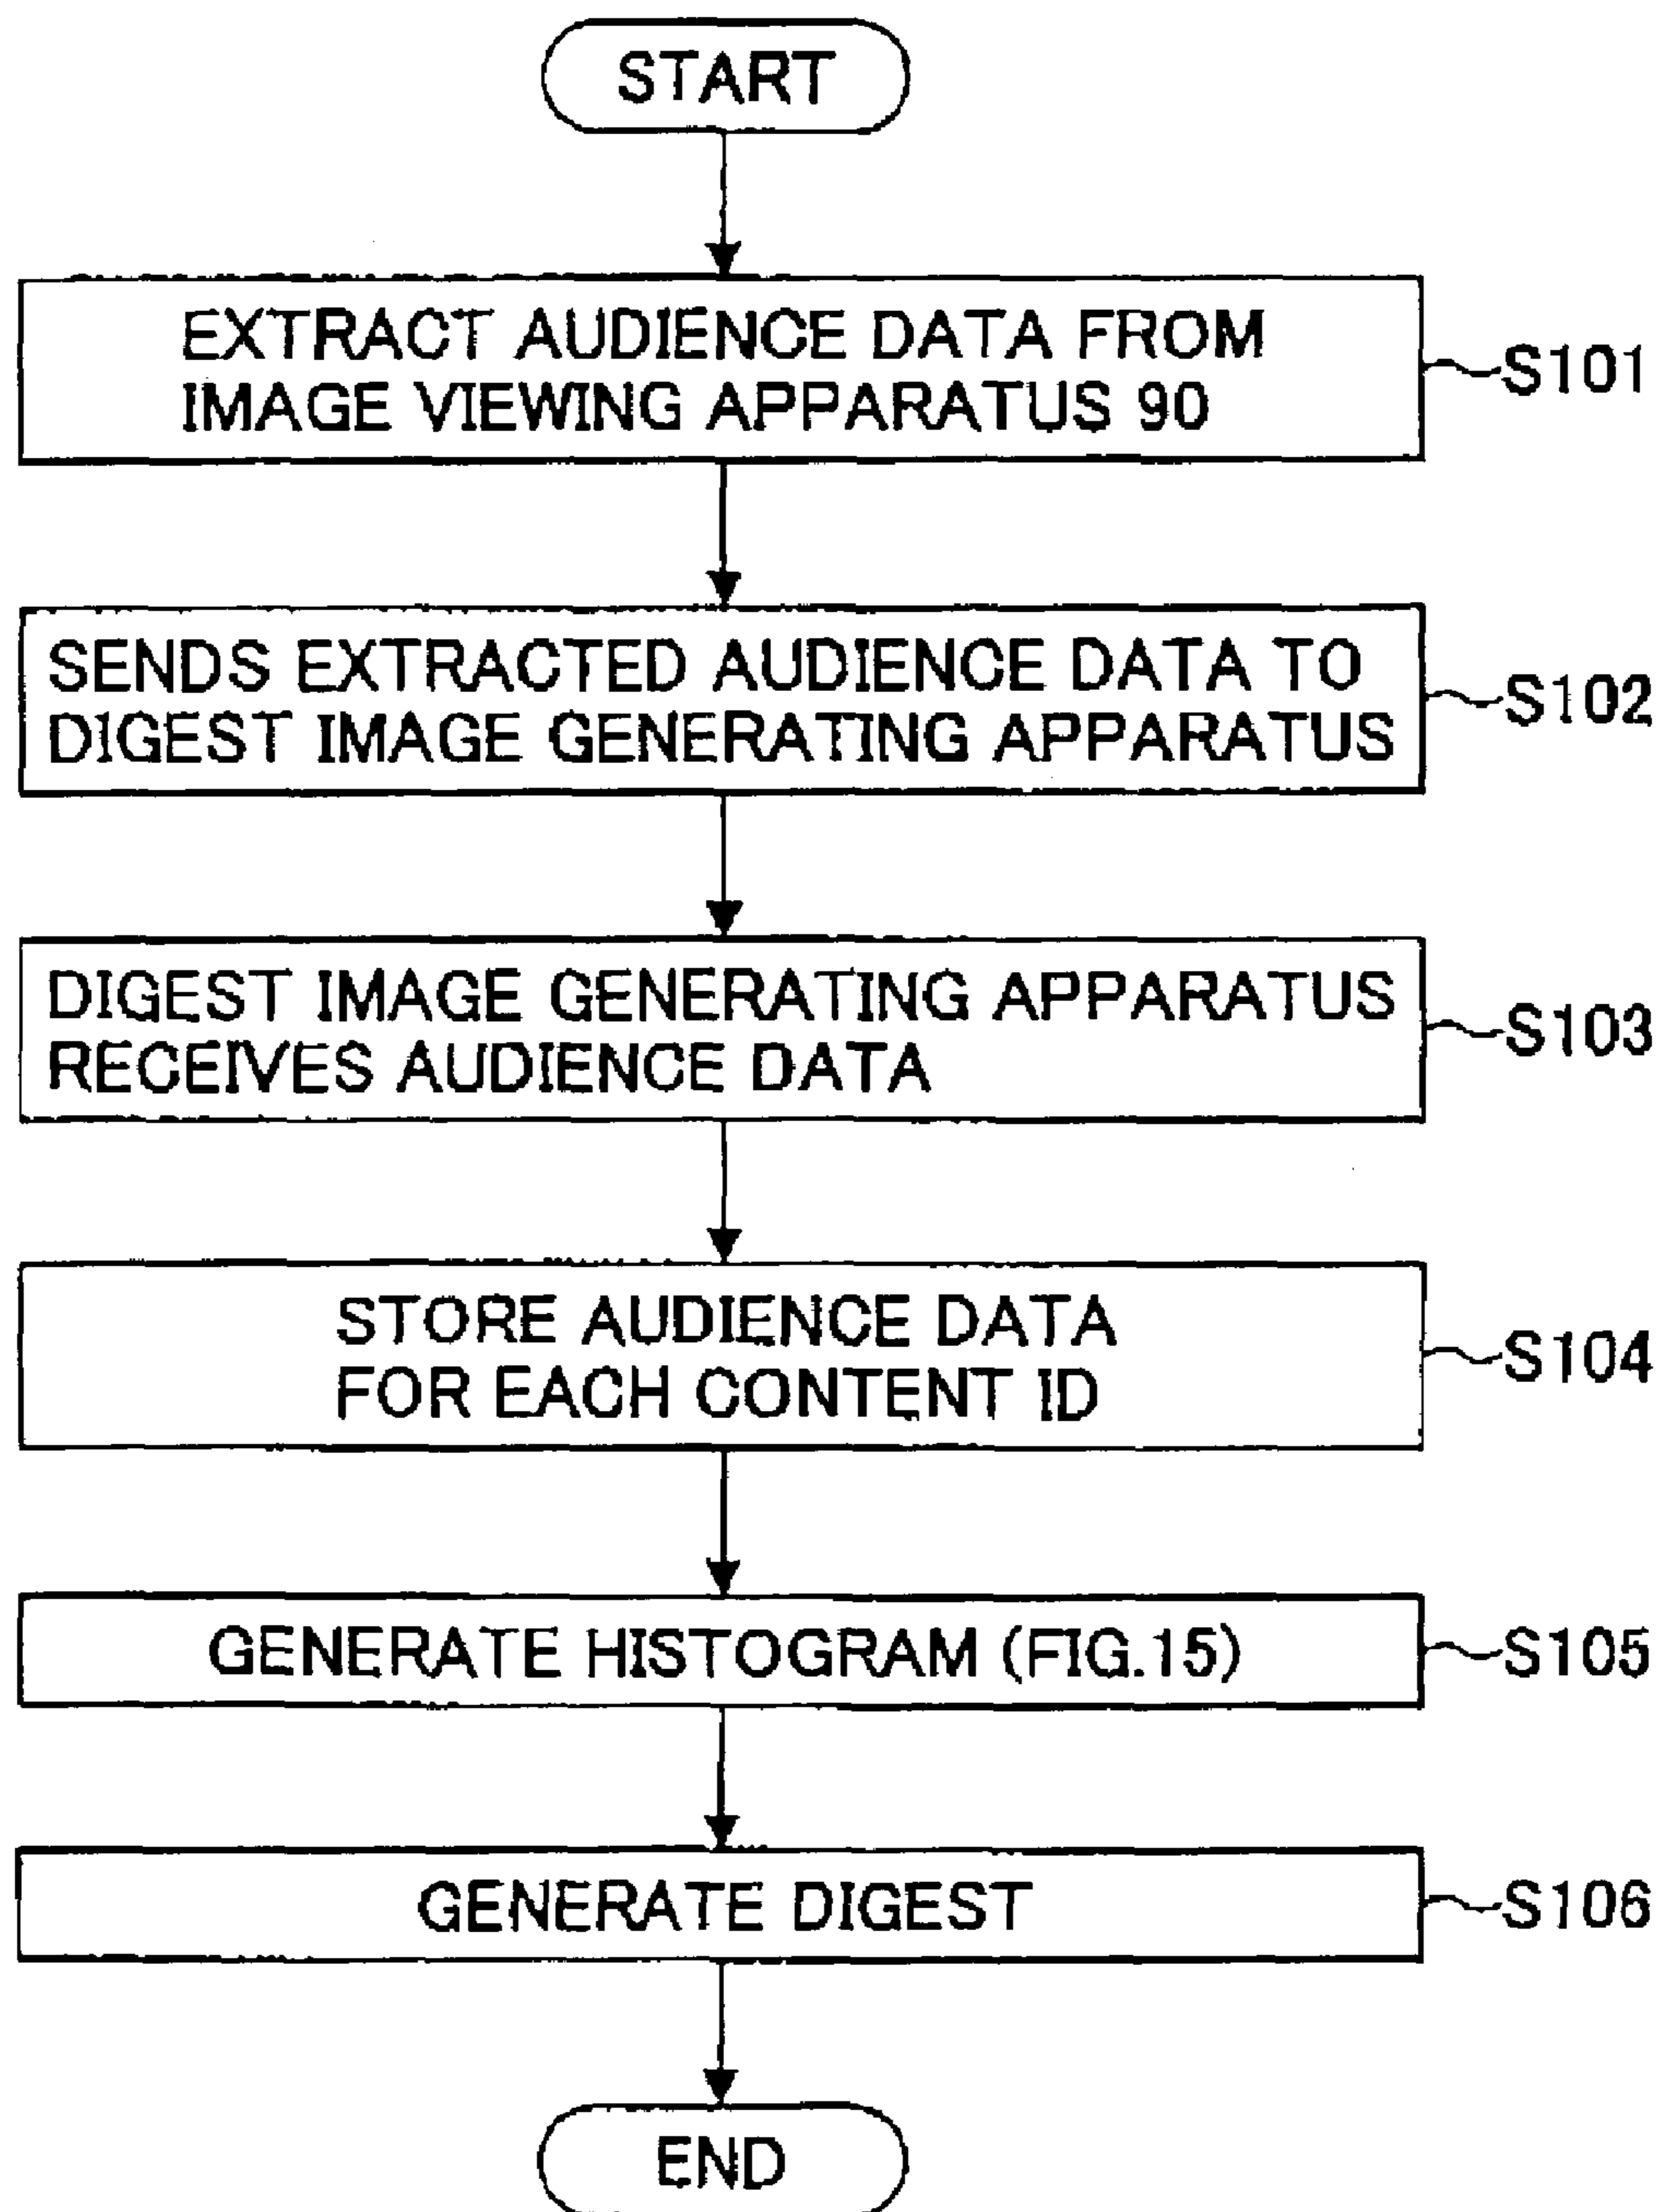 START
EXTRACT AUDIENCE DATA FROM
IMAGE VIEWING APPARATUS 90
S101
SENDS EXTRACTED AUDIENCE DATA TO
DIGEST IMAGE GENERATING APPARATUS
S102
DIGEST IMAGE GENERATING APPARATUS
RECEIVES AUDIENCE DATA
S103
STORE AUDIENCE DATA
FOR EACH CONTENT ID
S104
GENERATE HISTOGRAM (FIG.15)
S105
GENERATE DIGEST
S106
END